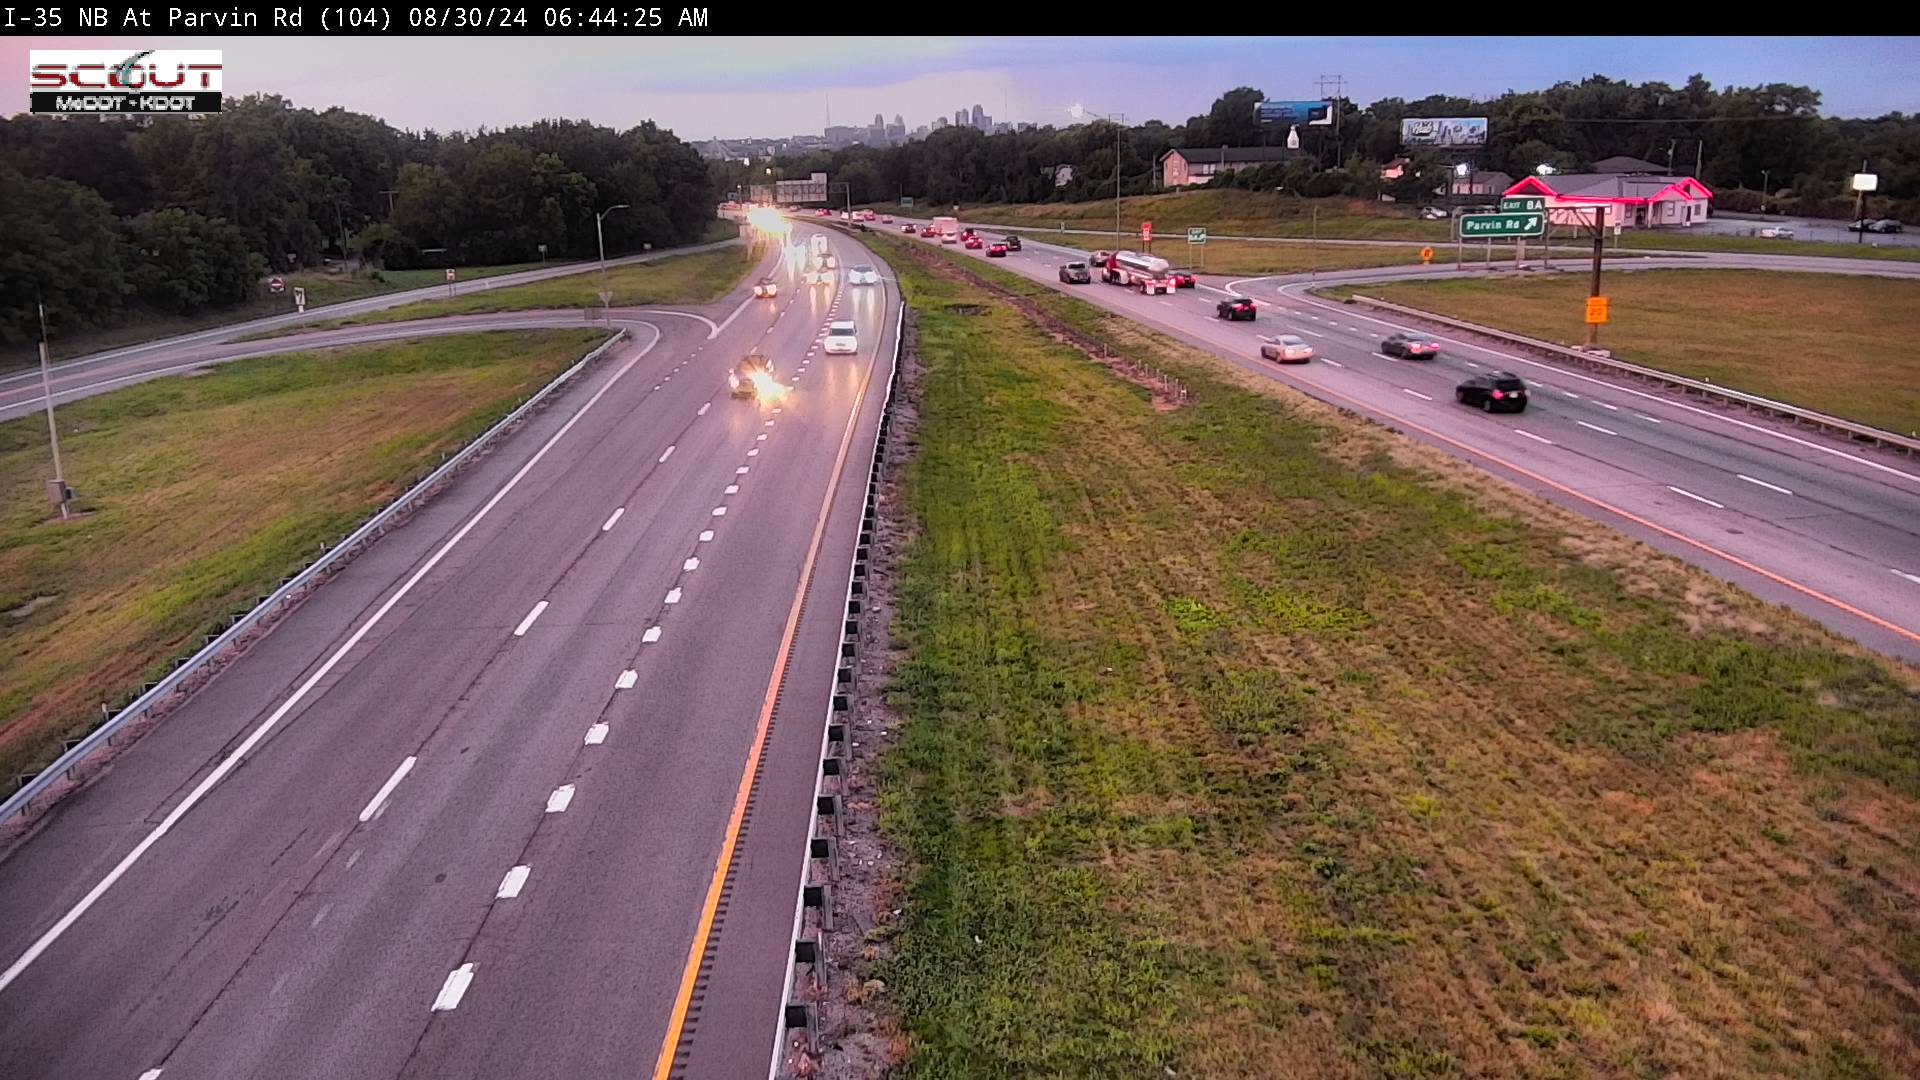 I-35 NB At Parvin Rd (104) 08/30/24 06:44:25 AM
SCOUT
MoDOT - KDOT
EXIT 8A
Parvin Rd